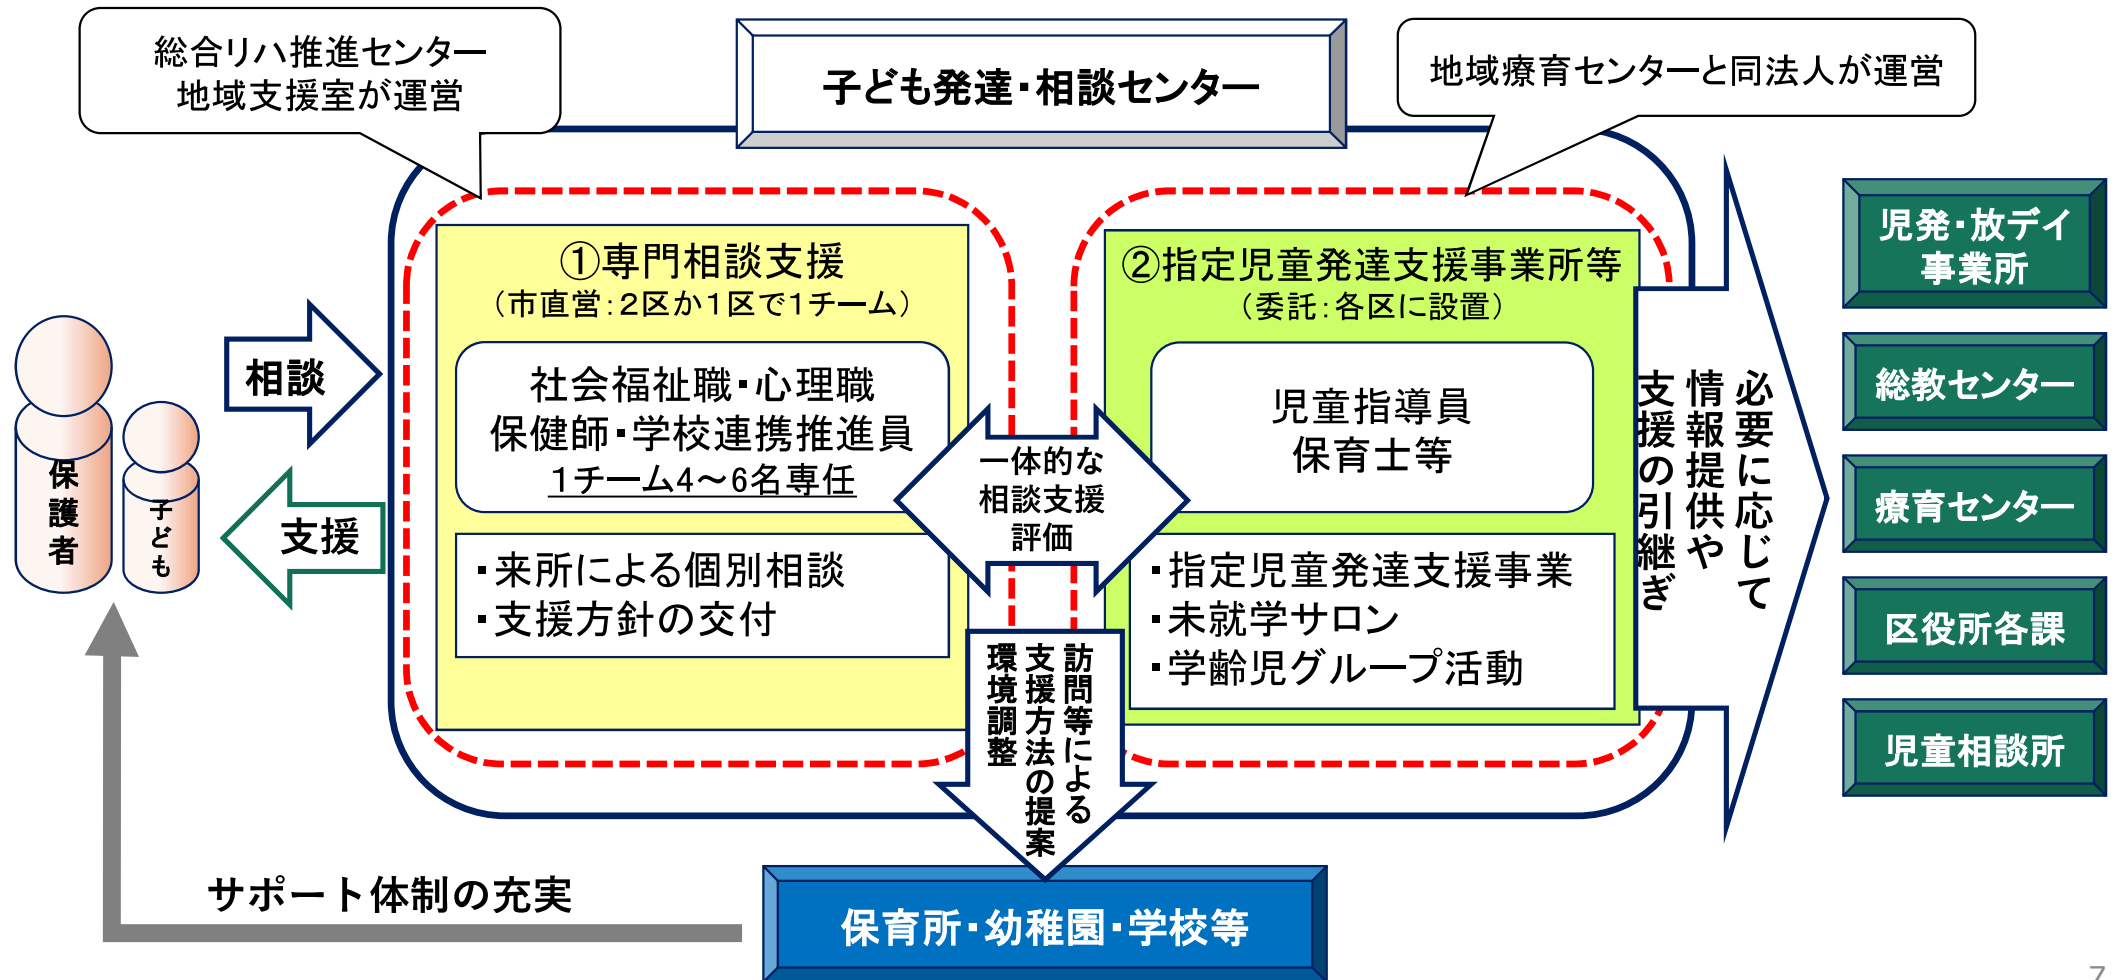 総合リハ推進センター
地域支援室が運営
子ども発達・相談センター
地域療育センターと同法人が運営
①専門相談支援
（市直営：２区か１区で１チーム）
社会福祉職・心理職
保健師・学校連携推進員
１チーム４～６名専任
・来所による個別相談
・支援方針の交付
②指定児童発達支援事業所等
（委託：各区に設置）
児童指導員
保育士等
・指定児童発達支援事業
・未就学サロン
・学齢児グループ活動
一体的な
相談支援
評価
相談
支援
保護者
子ども
訪問等による
支援方法の提案
環境調整
必要に応じて
情報提供や
支援の引継ぎ
児発・放デイ
事業所
総教センター
療育センター
区役所各課
児童相談所
サポート体制の充実
保育所・幼稚園・学校等
7